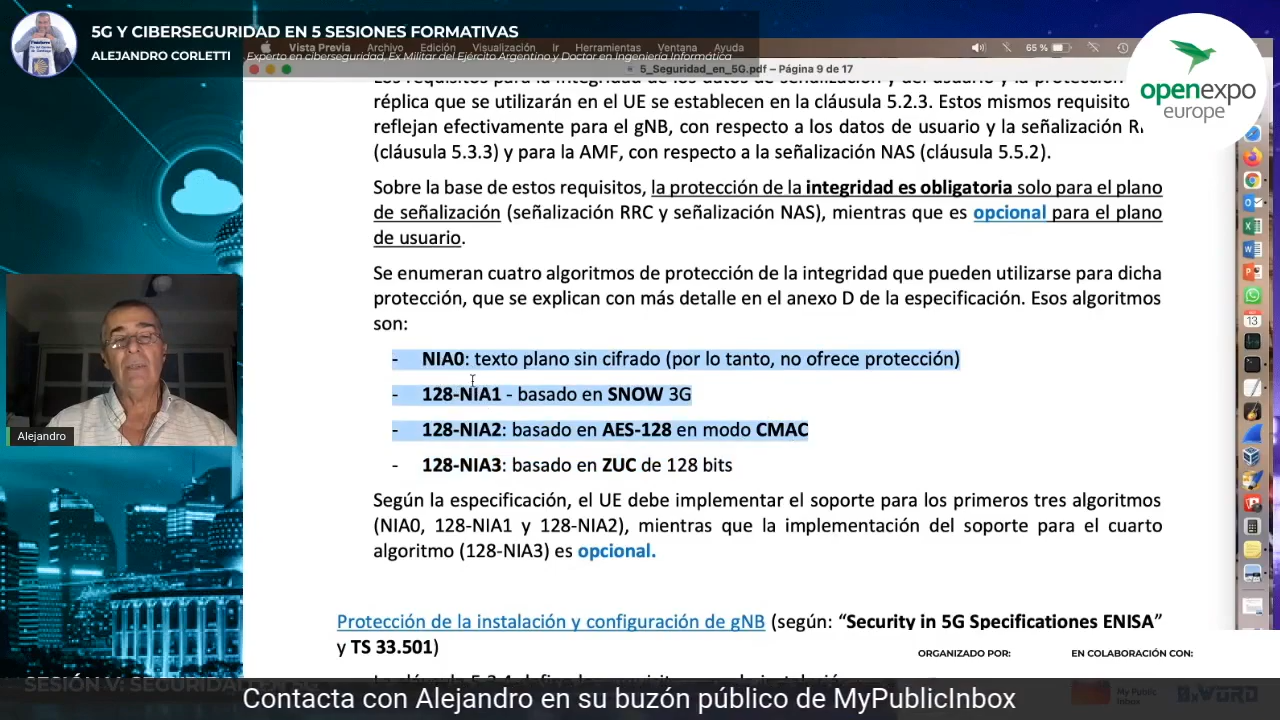 5G Y CIBERSEGURIDAD EN 5 SESIONES FORMATIVAS
ALEJANDRO CORLETTI Experto en ciberseguridad, Ex Militar del Ejército Argentino y Doctor en Ingeniería Informática
Vista Previa Archivo Edición Visualización Ir Herramientas Ventana Ayuda
65 %
5_Seguridad_en_5G.pdf – Página 9 de 17
openexpo
europe
réplica que se utilizarán en el UE se establecen en la cláusula 5.2.3. Estos mismos requisito
reflejan efectivamente para el gNB, con respecto a los datos de usuario y la señalización
(cláusula 5.3.3) y para la AMF, con respecto a la señalización NAS (cláusula 5.5.2).
Sobre la base de estos requisitos, la protección de la integridad es obligatoria solo para el plano
de señalización (señalización RRC y señalización NAS), mientras que es opcional para el plano
de usuario.
Se enumeran cuatro algoritmos de protección de la integridad que pueden utilizarse para dicha
protección, que se explican con más detalle en el anexo D de la especificación. Esos algoritmos
son:
- NIA0: texto plano sin cifrado (por lo tanto, no ofrece protección)
- 128-NIA1 - basado en SNOW 3G
- 128-NIA2: basado en AES-128 en modo CMAC
- 128-NIA3: basado en ZUC de 128 bits
Según la especificación, el UE debe implementar el soporte para los primeros tres algoritmos
(NIA0, 128-NIA1 y 128-NIA2), mientras que la implementación del soporte para el cuarto
algoritmo (128-NIA3) es opcional.
Protección de la instalación y configuración de gNB (según: “Security in 5G Specificationes ENISA”
y TS 33.501)
Alejandro
13
ORGANIZADO POR: EN COLABORACIÓN CON:
SESIÓN V: SEGURIDAD EN 5G
My Public
Inbox
0xWORD
Contacta con Alejandro en su buzón público de MyPublicInbox